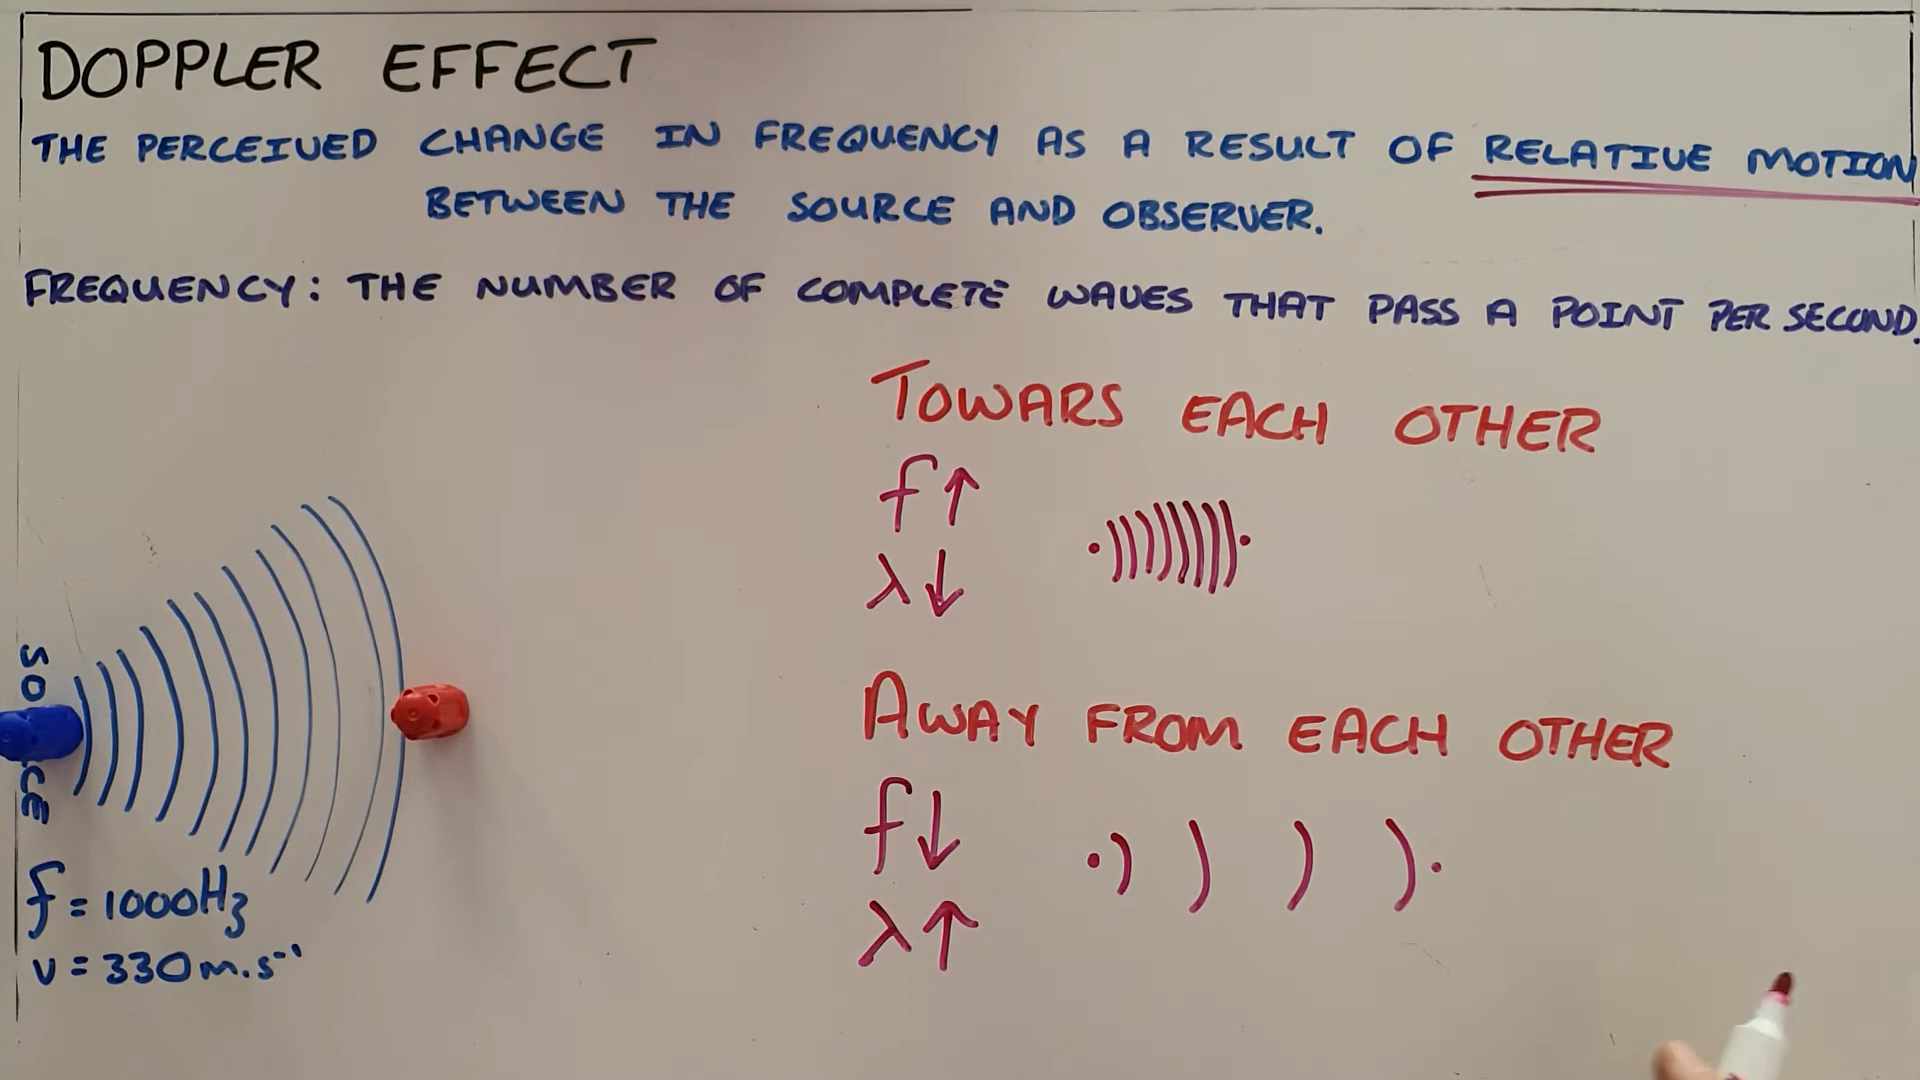 DOPPLER EFFECT
THE PERCEIVED CHANGE IN FREQUENCY AS A RESULT OF RELATIVE MOTION
BETWEEN THE SOURCE AND OBSERVER.
FREQUENCY: THE NUMBER OF COMPLETE WAVES THAT PASS A POINT PER SECOND.
TOWARS EACH OTHER
f↑
λ↓
AWAY FROM EACH OTHER
f↓
λ↑
f = 1000Hz
v = 330m.s⁻¹